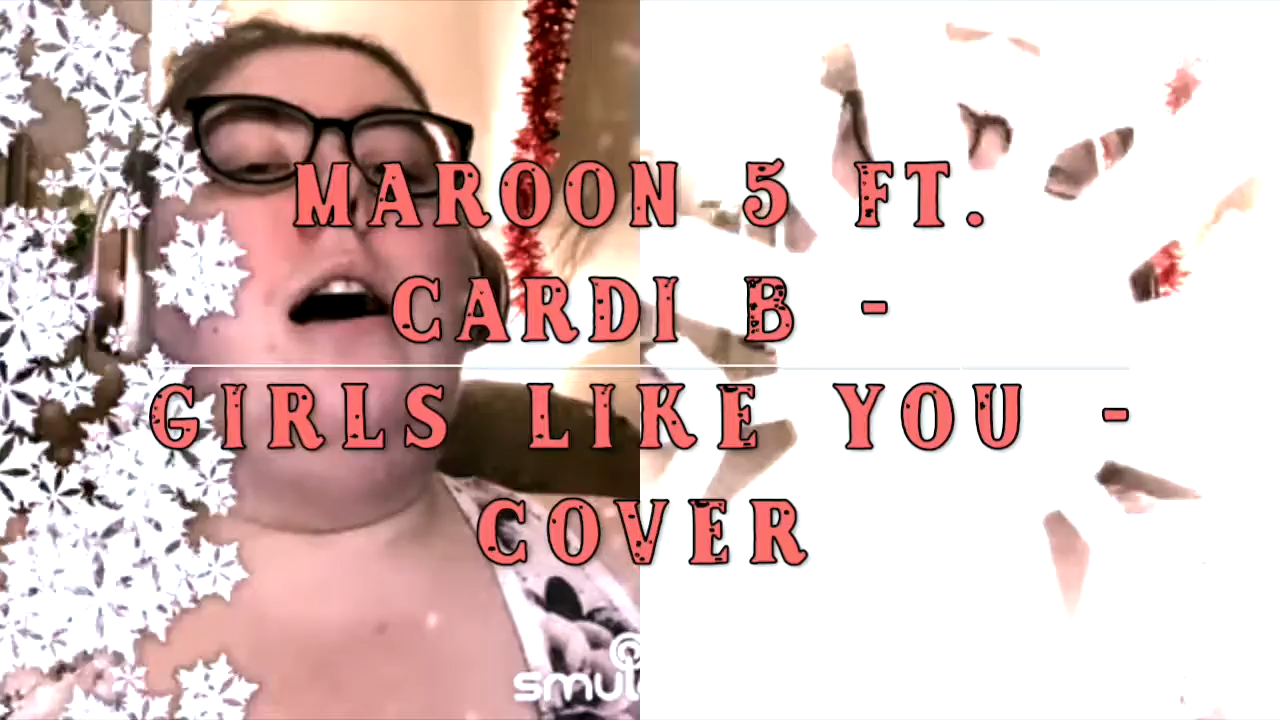 MAROON 5 FT.
CARDI B -
GIRLS LIKE YOU -
COVER
smul